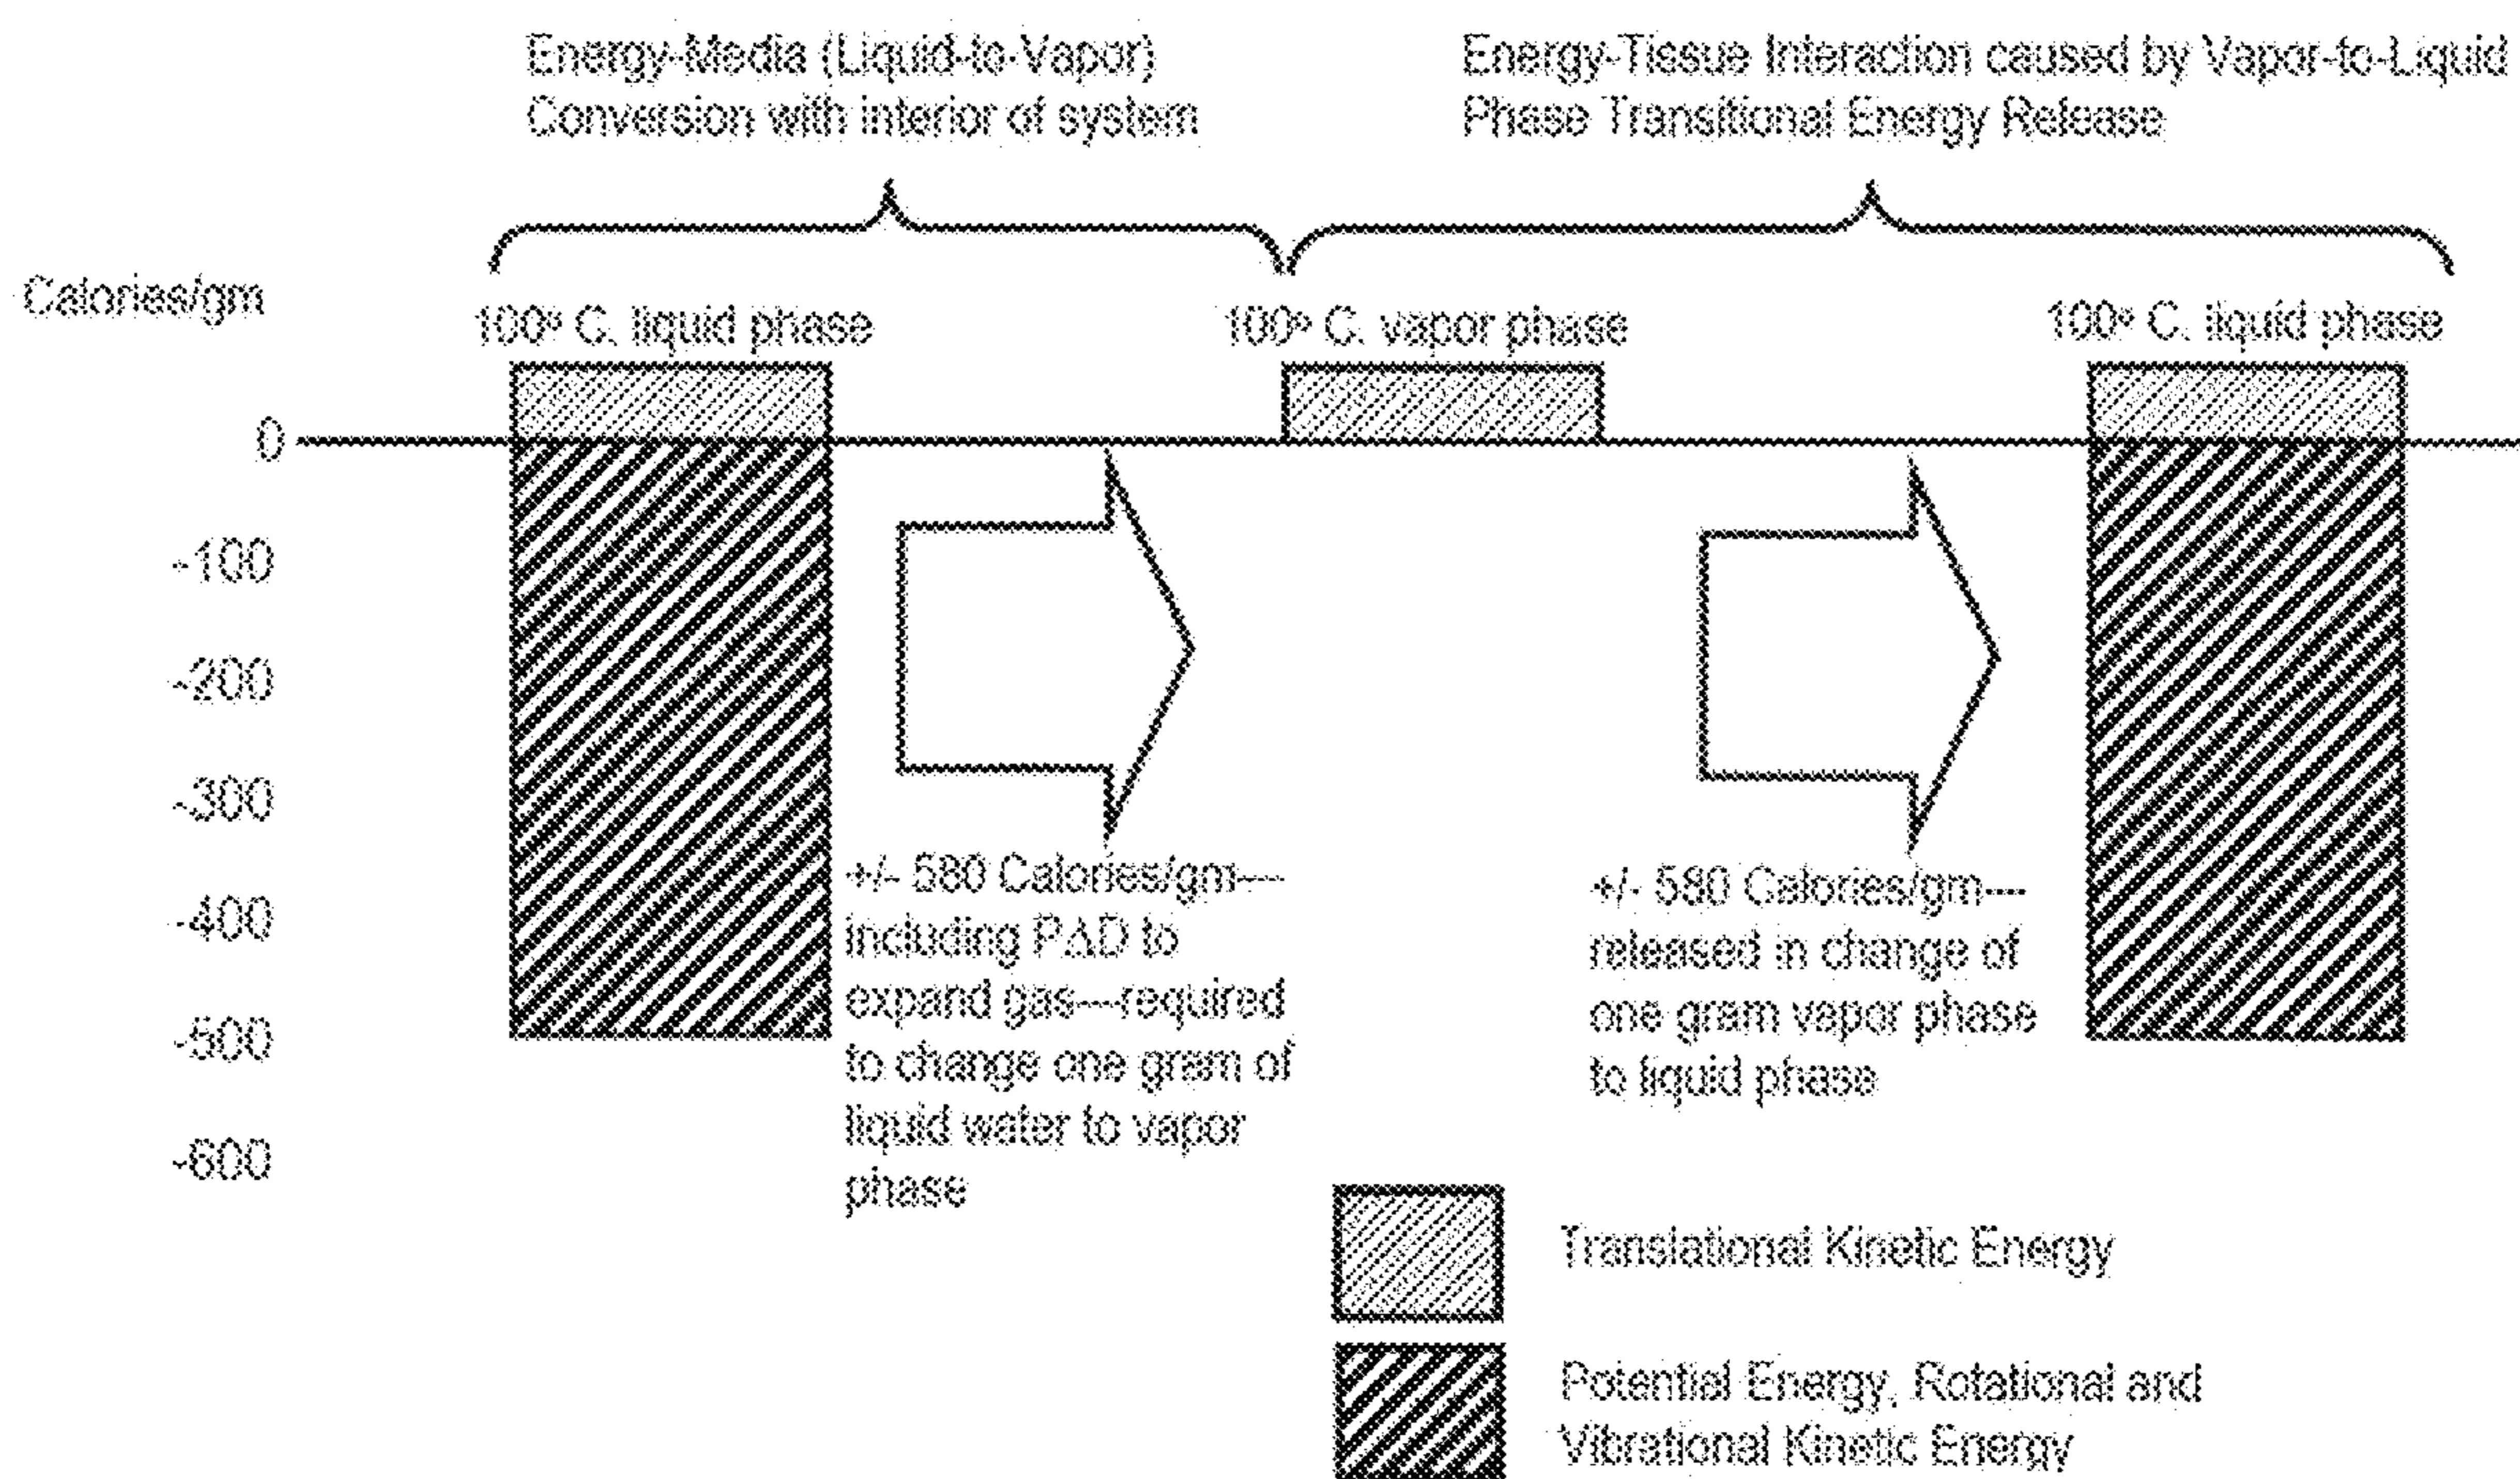 Energy-Media (Liquid-to-Vapor)
Conversion with interior of system
Energy-Tissue Interaction caused by Vapor-to-Liquid
Phase Transitional Energy Release
Calories/gm
100º C. liquid phase
100º C. vapor phase
100º C. liquid phase
0
-100
-200
-300
-400
-500
-600
+/- 580 Calories/gm---
including PΔD to
expand gas---required
to change one gram of
liquid water to vapor
phase
+/- 580 Calories/gm---
released in change of
one gram vapor phase
to liquid phase
Translational Kinetic Energy
Potential Energy, Rotational and
Vibrational Kinetic Energy